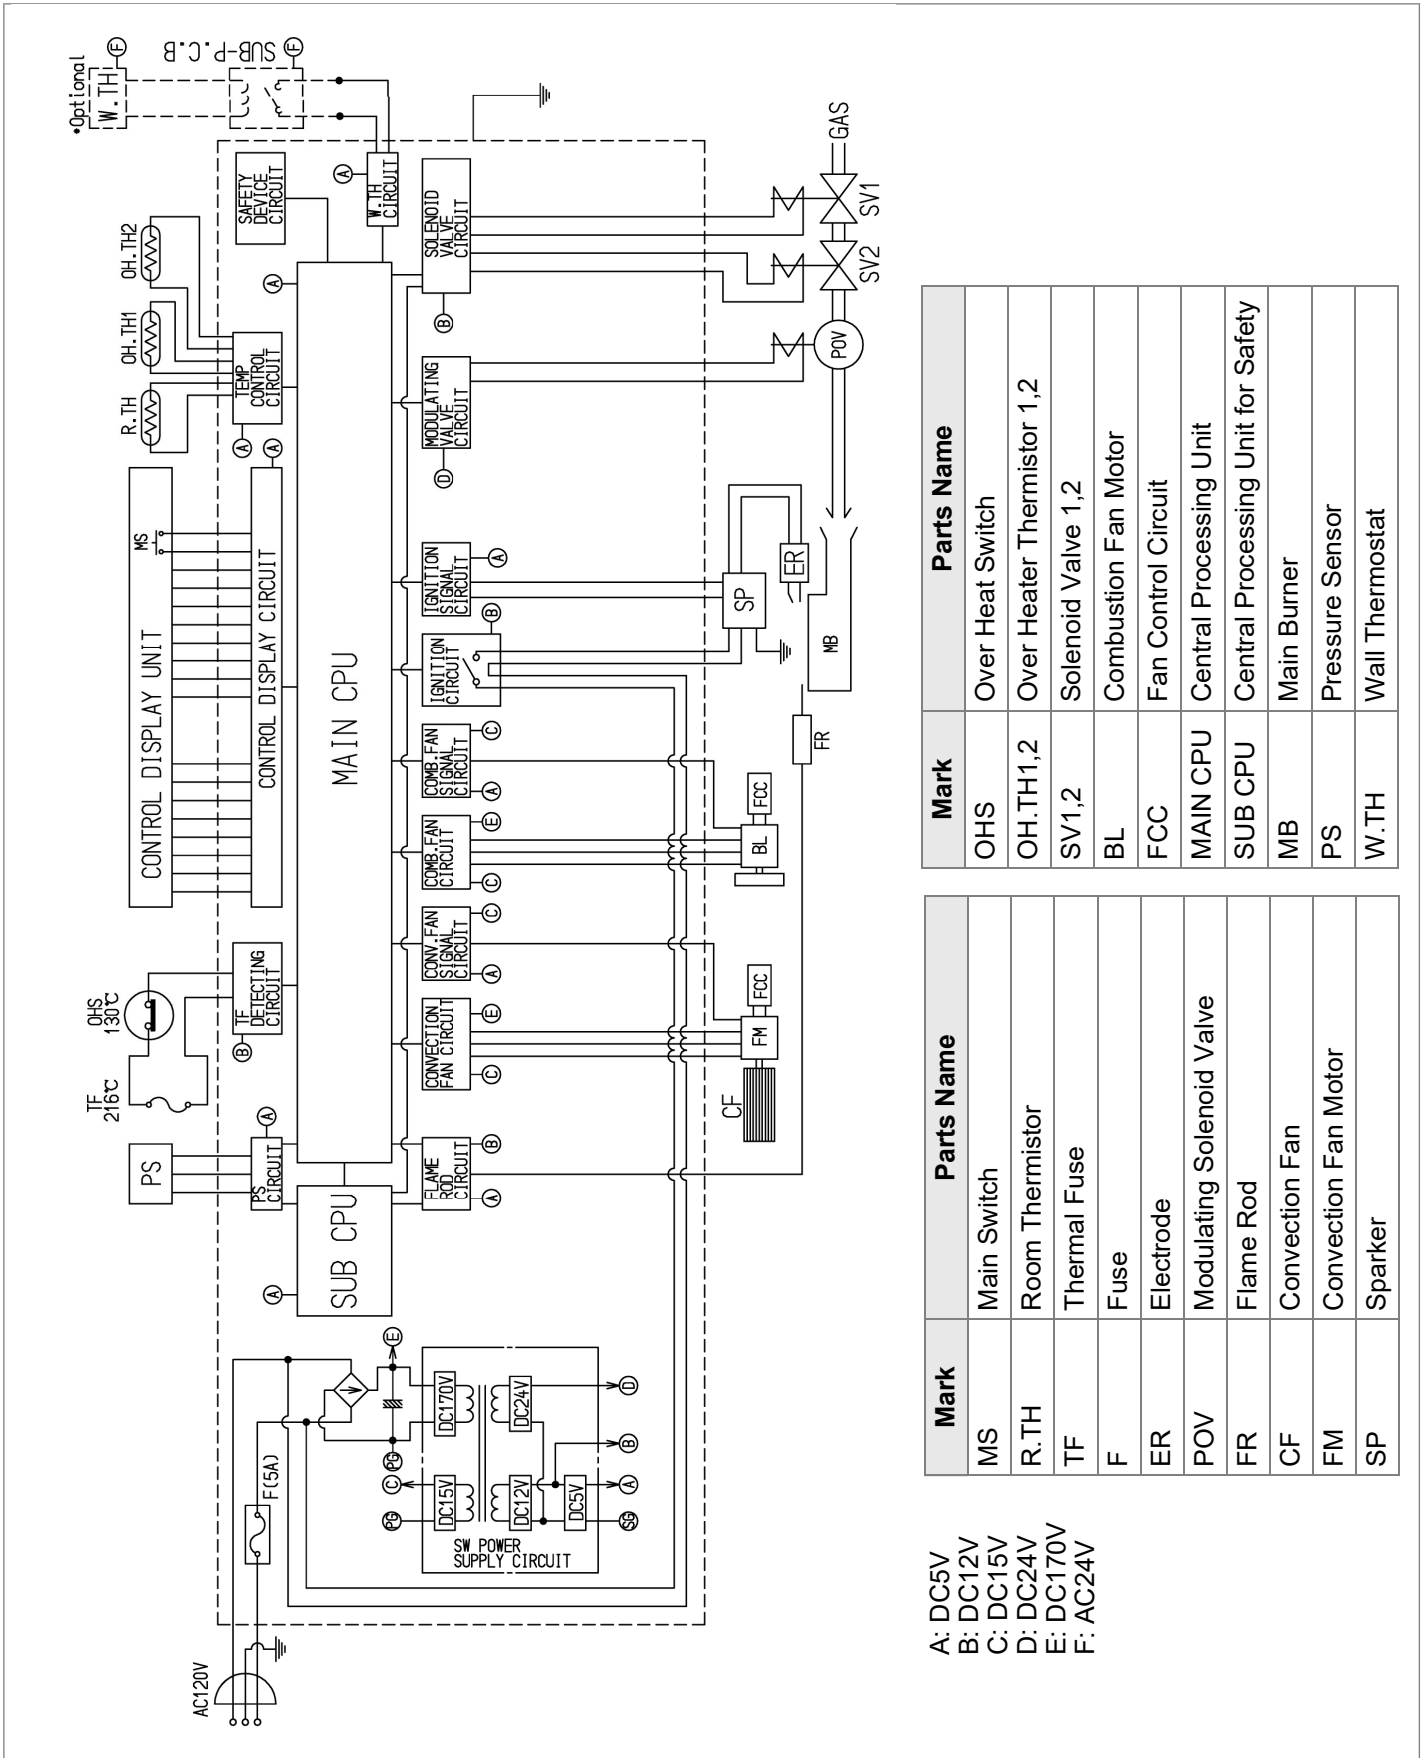 AC120V
F(5A)
SW POWER
SUPPLY CIRCUIT
DC15V
DC170V
DC12V
DC24V
DC5V
PG
C
PG
E
SG
A
B
D
PS
TF
216℃
OHS
130℃
CONTROL DISPLAY UNIT
MS
R.TH
OH.TH1
OH.TH2
*Optional
W.TH
F
SUB-P.C.B
F
PS
CIRCUIT
A
TF
DETECTING
CIRCUIT
B
CONTROL DISPLAY CIRCUIT
A
TEMP
CONTROL
CIRCUIT
A
SAFETY
DEVICE
CIRCUIT
A
SUB CPU
A
MAIN CPU
W.TH
CIRCUIT
A
FLAME
ROD
CIRCUIT
A
B
CONVECTION
FAN CIRCUIT
C
E
CONV.FAN
SIGNAL
CIRCUIT
A
C
COMB.FAN
CIRCUIT
C
E
COMB.FAN
SIGNAL
CIRCUIT
A
C
IGNITION
CIRCUIT
B
IGNITION
SIGNAL
CIRCUIT
A
MODULATING
VALVE
CIRCUIT
D
SOLENOID
VALVE
CIRCUIT
B
CF
FM
FCC
BL
FCC
FR
SP
ER
MB
POV
SV2
SV1
GAS
A: DC5V
B: DC12V
C: DC15V
D: DC24V
E: DC170V
F: AC24V
Mark Parts Name
MS Main Switch
R.TH Room Thermistor
TF Thermal Fuse
F Fuse
ER Electrode
POV Modulating Solenoid Valve
FR Flame Rod
CF Convection Fan
FM Convection Fan Motor
SP Sparker
Mark Parts Name
OHS Over Heat Switch
OH.TH1,2 Over Heater Thermistor 1,2
SV1,2 Solenoid Valve 1,2
BL Combustion Fan Motor
FCC Fan Control Circuit
MAIN CPU Central Processing Unit
SUB CPU Central Processing Unit for Safety
MB Main Burner
PS Pressure Sensor
W.TH Wall Thermostat